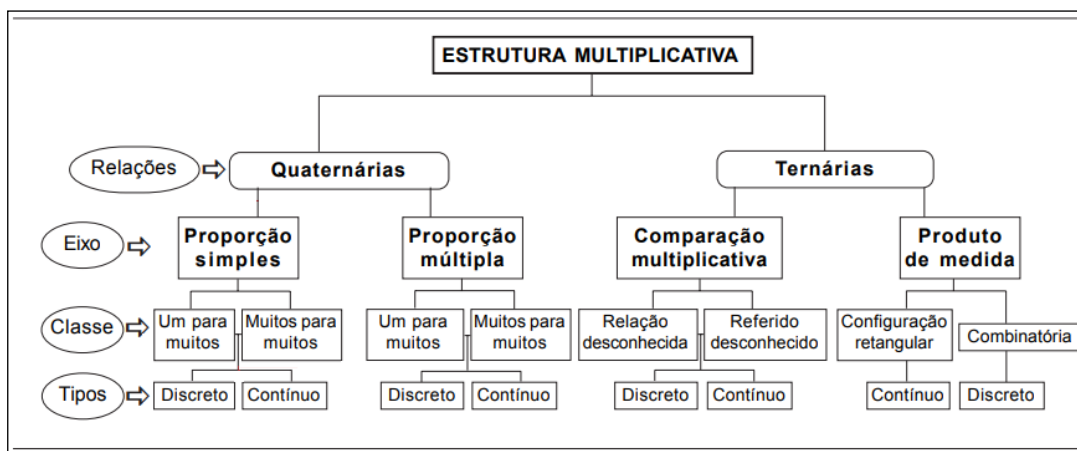 ESTRUTURA MULTIPLICATIVA
Relações
Quaternárias
Ternárias
Eixo
Proporção
simples
Proporção
múltipla
Comparação
multiplicativa
Produto
de medida
Classe
Um para
muitos
Muitos para
muitos
Um para
muitos
Muitos para
muitos
Relação
desconhecida
Referido
desconhecido
Configuração
retangular
Combinatória
Tipos
Discreto
Contínuo
Discreto
Contínuo
Discreto
Contínuo
Contínuo
Discreto